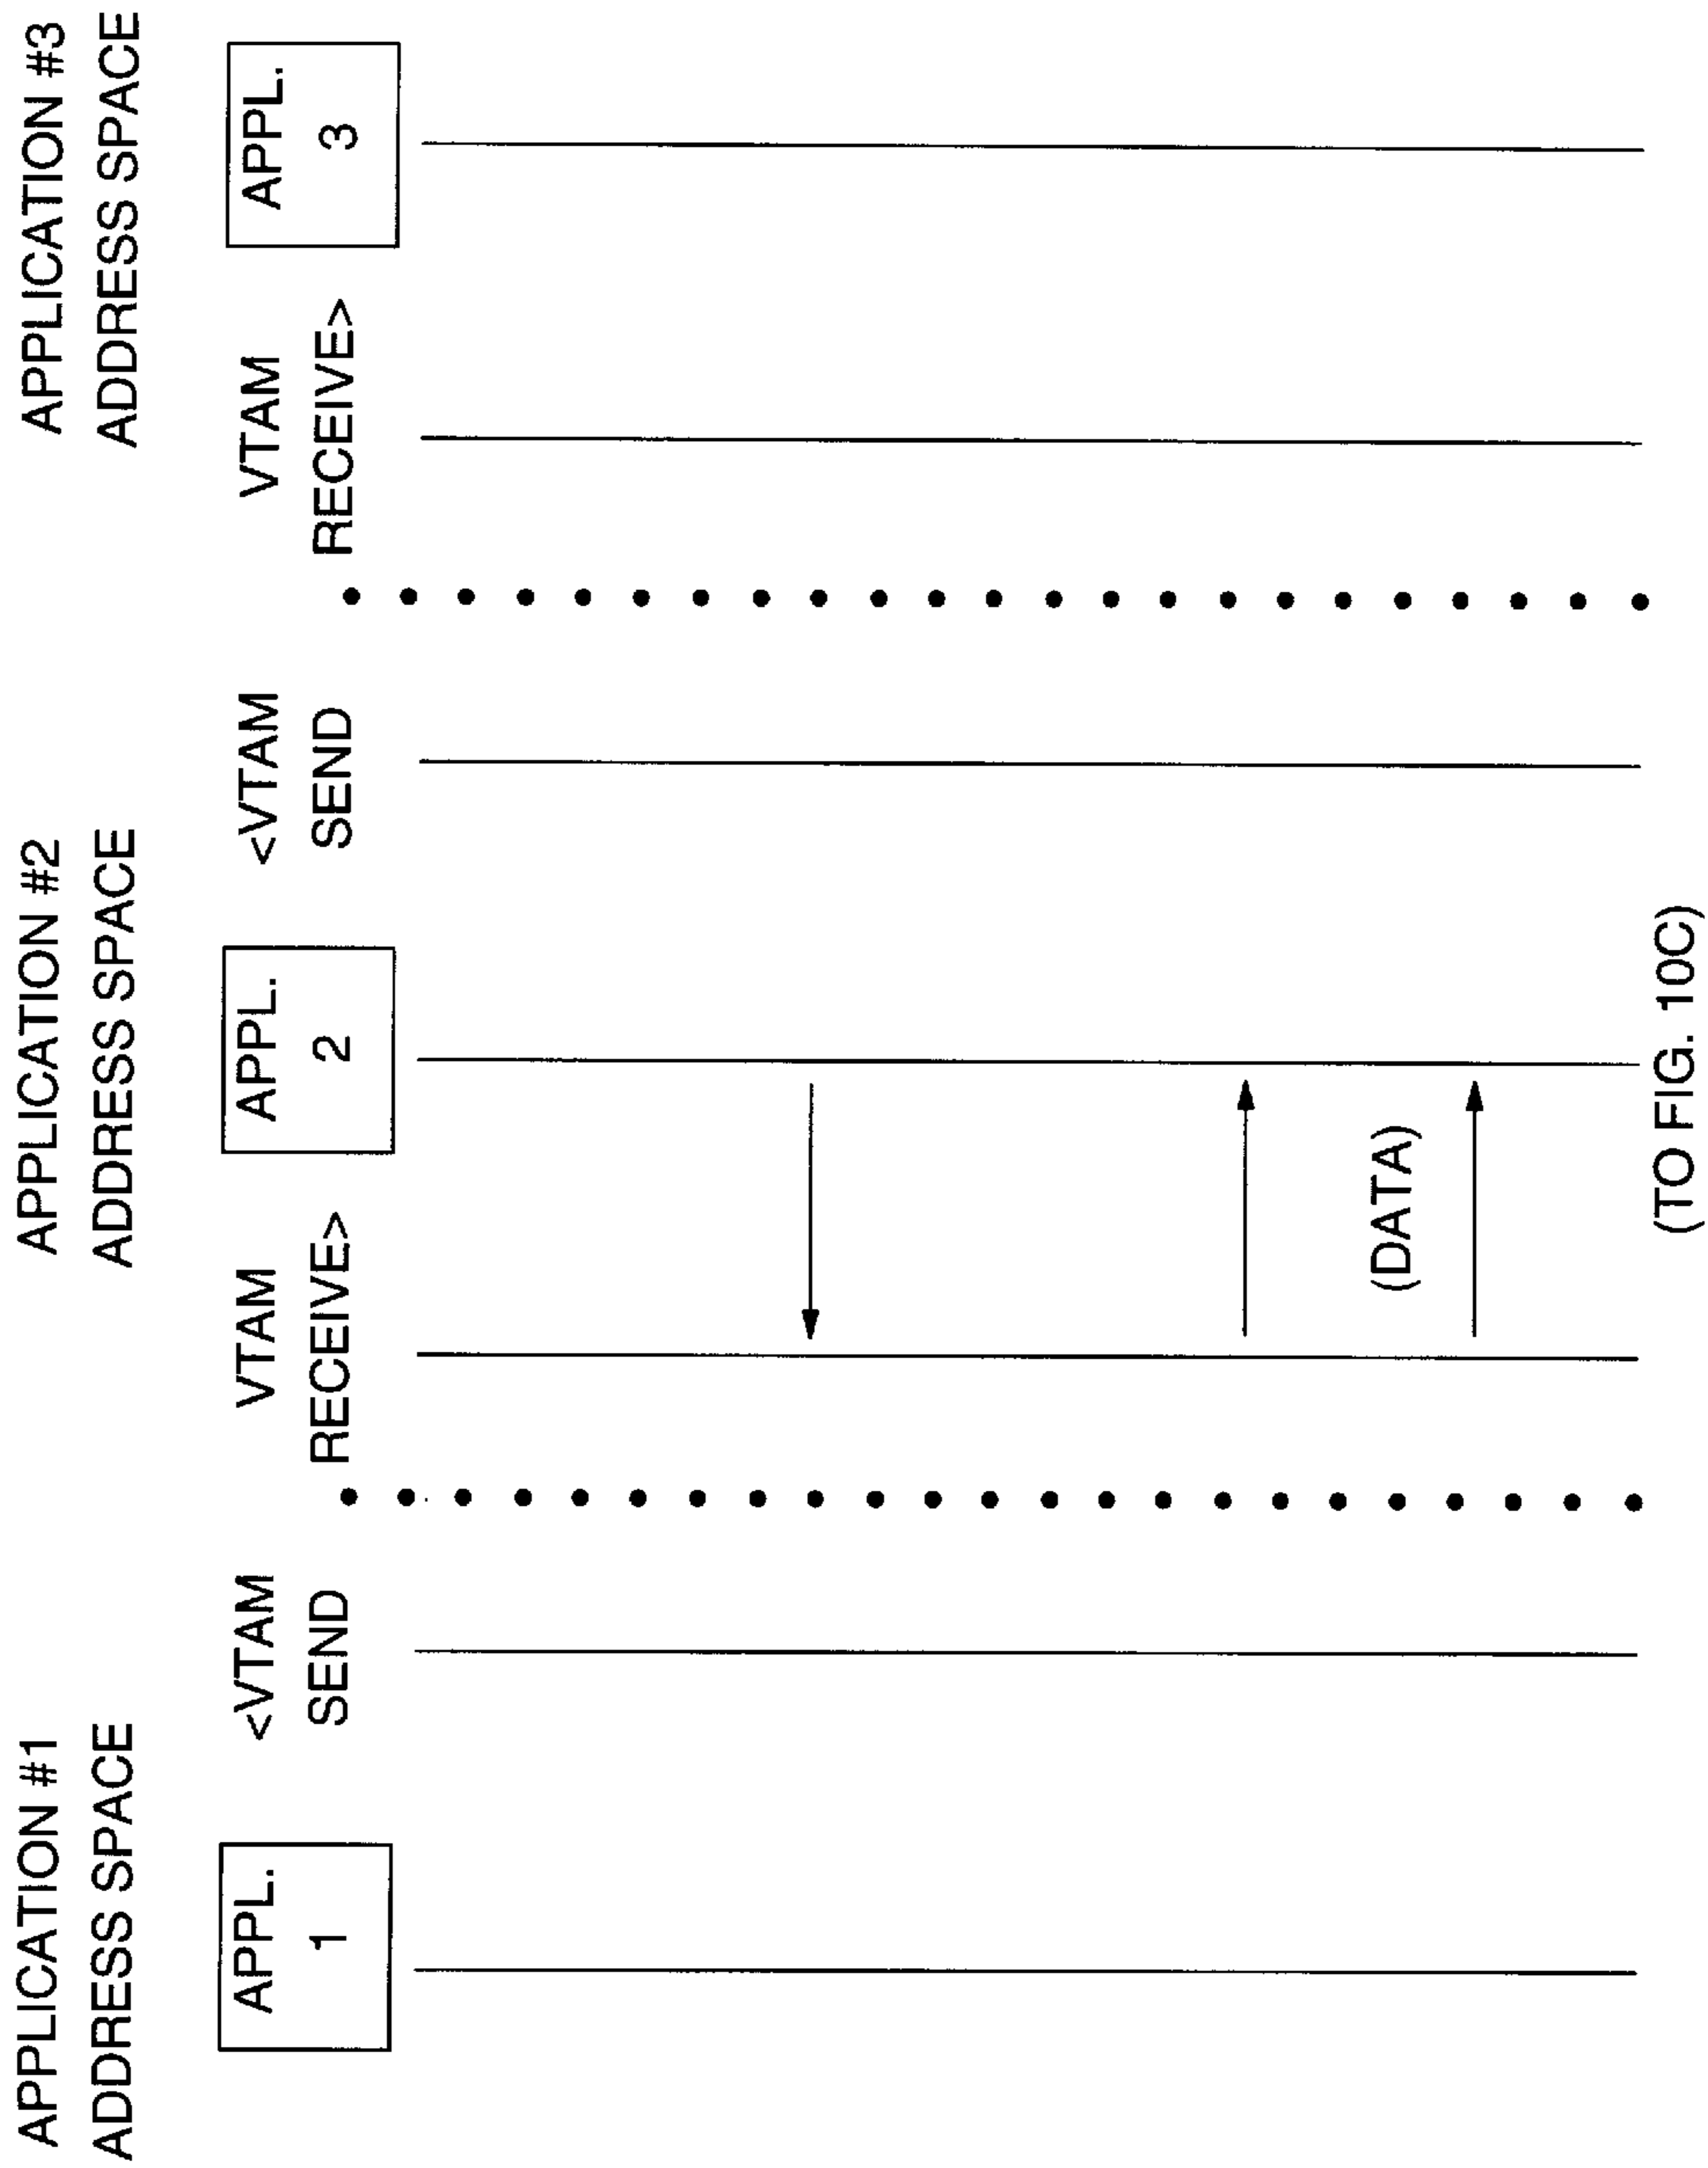 APPLICATION #1
ADDRESS SPACE
APPLICATION #2
ADDRESS SPACE
APPLICATION #3
ADDRESS SPACE
APPL.
1
<VTAM
SEND
VTAM
RECEIVE>
APPL.
2
<VTAM
SEND
VTAM
RECEIVE>
APPL.
3
(DATA)
(TO FIG. 10C)